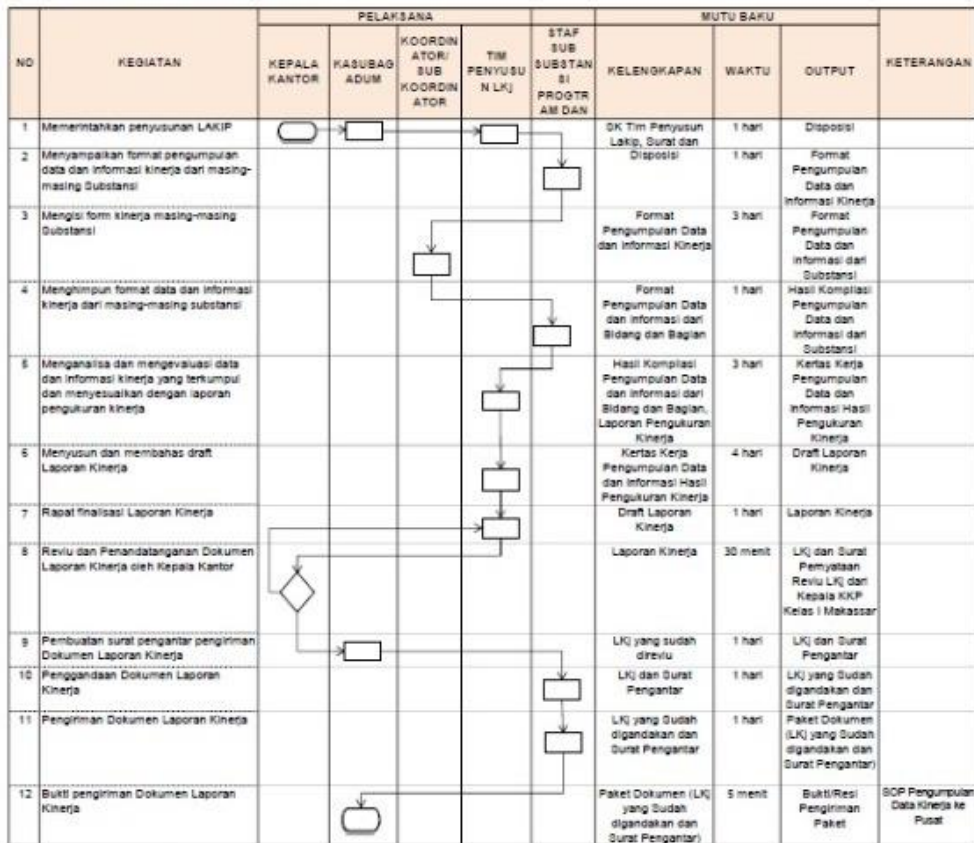 PELAKSANA
MUTU BAKU
NO
KEGIATAN
KEPALA
KANTOR
KASUBAG
ADUM
KOORDIN
ATOR/
SUB
KOORDIN
ATOR
TIM
PENYUSU
N LKj
STAF
SUB
SUBSTAN
SI
PROGTR
AM DAN
KELENGKAPAN
WAKTU
OUTPUT
KETERANGAN
1
Memerintahkan penyusunan LAKIP
SK Tim Penyusun
Lakip, Surat dan
1 hari
Disposisi
2
Menyampaikan format pengumpulan
data dan informasi kinerja dari masing-
masing Substansi
Disposisi
1 hari
Format
Pengumpulan
Data dan
Informasi Kinerja
3
Mengisi form kinerja masing-masing
Substansi
Format
Pengumpulan Data
dan Informasi Kinerja
3 hari
Format
Pengumpulan
Data dan
Informasi dari
Substansi
4
Menghimpun format data dan informasi
kinerja dari masing-masing substansi
Format
Pengumpulan Data
dan Informasi dari
Bidang dan Bagian
1 hari
Hasil Kompilasi
Pengumpulan
Data dan
Informasi dari
Substansi
5
Menganalisa dan mengevaluasi data
dan informasi kinerja yang terkumpul
dan menyesuaikan dengan laporan
pengukuran kinerja
Hasil Kompilasi
Pengumpulan Data
dan Informasi dari
Bidang dan Bagian,
Laporan Pengukuran
Kinerja
3 hari
Kertas Kerja
Pengumpulan
Data dan
Informasi Hasil
Pengukuran
Kinerja
6
Menyusun dan membahas draft
Laporan Kinerja
Kertas Kerja
Pengumpulan Data
dan Informasi Hasil
Pengukuran Kinerja
4 hari
Draft Laporan
Kinerja
7
Rapat finalisasi Laporan Kinerja
Draft Laporan
Kinerja
1 hari
Laporan Kinerja
8
Reviu dan Penandatanganan Dokumen
Laporan Kinerja oleh Kepala Kantor
Laporan Kinerja
30 menit
LKj dan Surat
Pernyataan
Reviu LKj dari
Kepala KKP
Kelas I Makassar
9
Pembuatan surat pengantar pengiriman
Dokumen Laporan Kinerja
LKj yang sudah
direviu
1 hari
LKj dan Surat
Pengantar
10
Penggandaan Dokumen Laporan
Kinerja
LKj dan Surat
Pengantar
1 hari
LKj yang Sudah
digandakan dan
Surat Pengantar
11
Pengiriman Dokumen Laporan Kinerja
LKj yang Sudah
digandakan dan
Surat Pengantar
1 hari
Paket Dokumen
(LKj yang Sudah
digandakan dan
Surat Pengantar)
12
Bukti pengiriman Dokumen Laporan
Kinerja
Paket Dokumen (LKj
yang Sudah
digandakan dan
Surat Pengantar)
5 menit
Bukti/Resi
Pengiriman
Paket
SOP Pengumpulan
Data Kinerja ke
Pusat